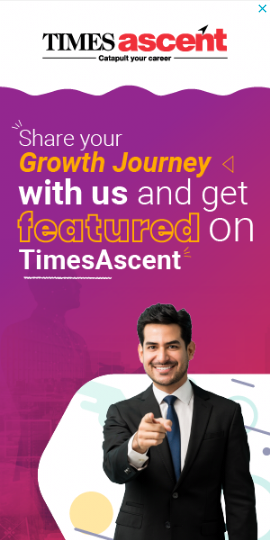 TIMES ascent
Catapult your career
Share your
Growth Journey
with us and get
featured on
TimesAscent